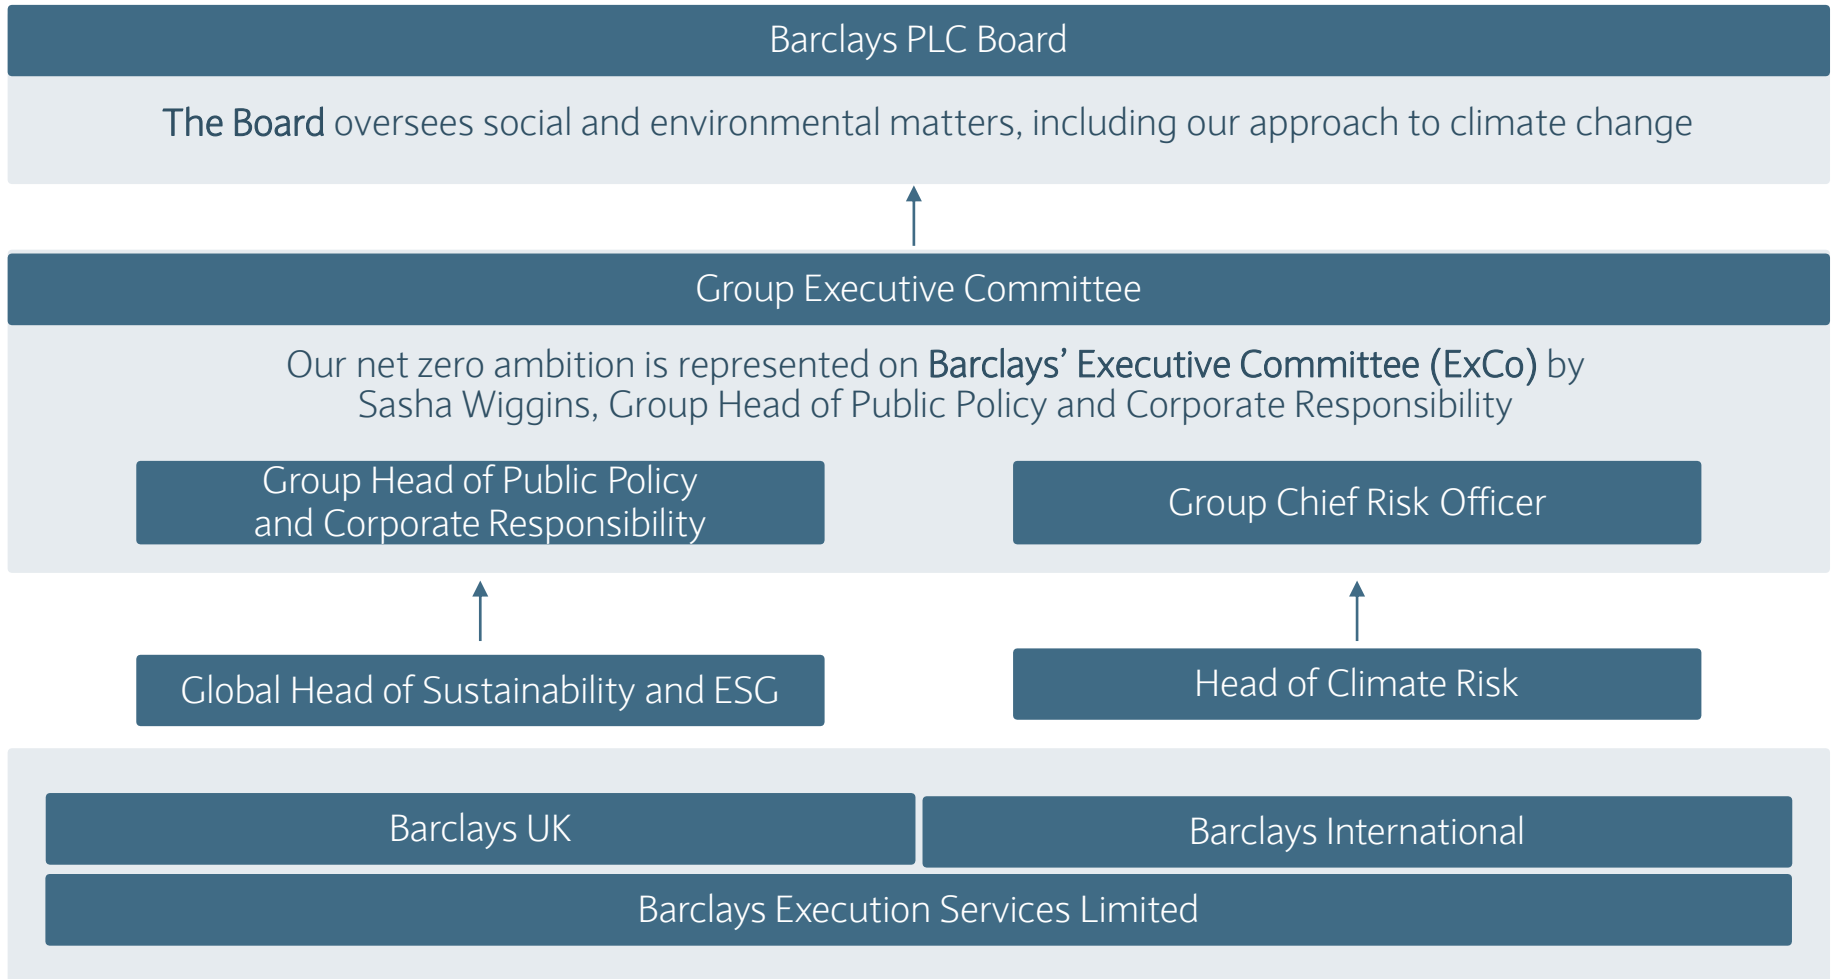 Barclays PLC Board
The Board oversees social and environmental matters, including our approach to climate change
Group Executive Committee
Our net zero ambition is represented on Barclays’ Executive Committee (ExCo) by
Sasha Wiggins, Group Head of Public Policy and Corporate Responsibility
Group Head of Public Policy
and Corporate Responsibility
Group Chief Risk Officer
Global Head of Sustainability and ESG
Head of Climate Risk
Barclays UK
Barclays International
Barclays Execution Services Limited